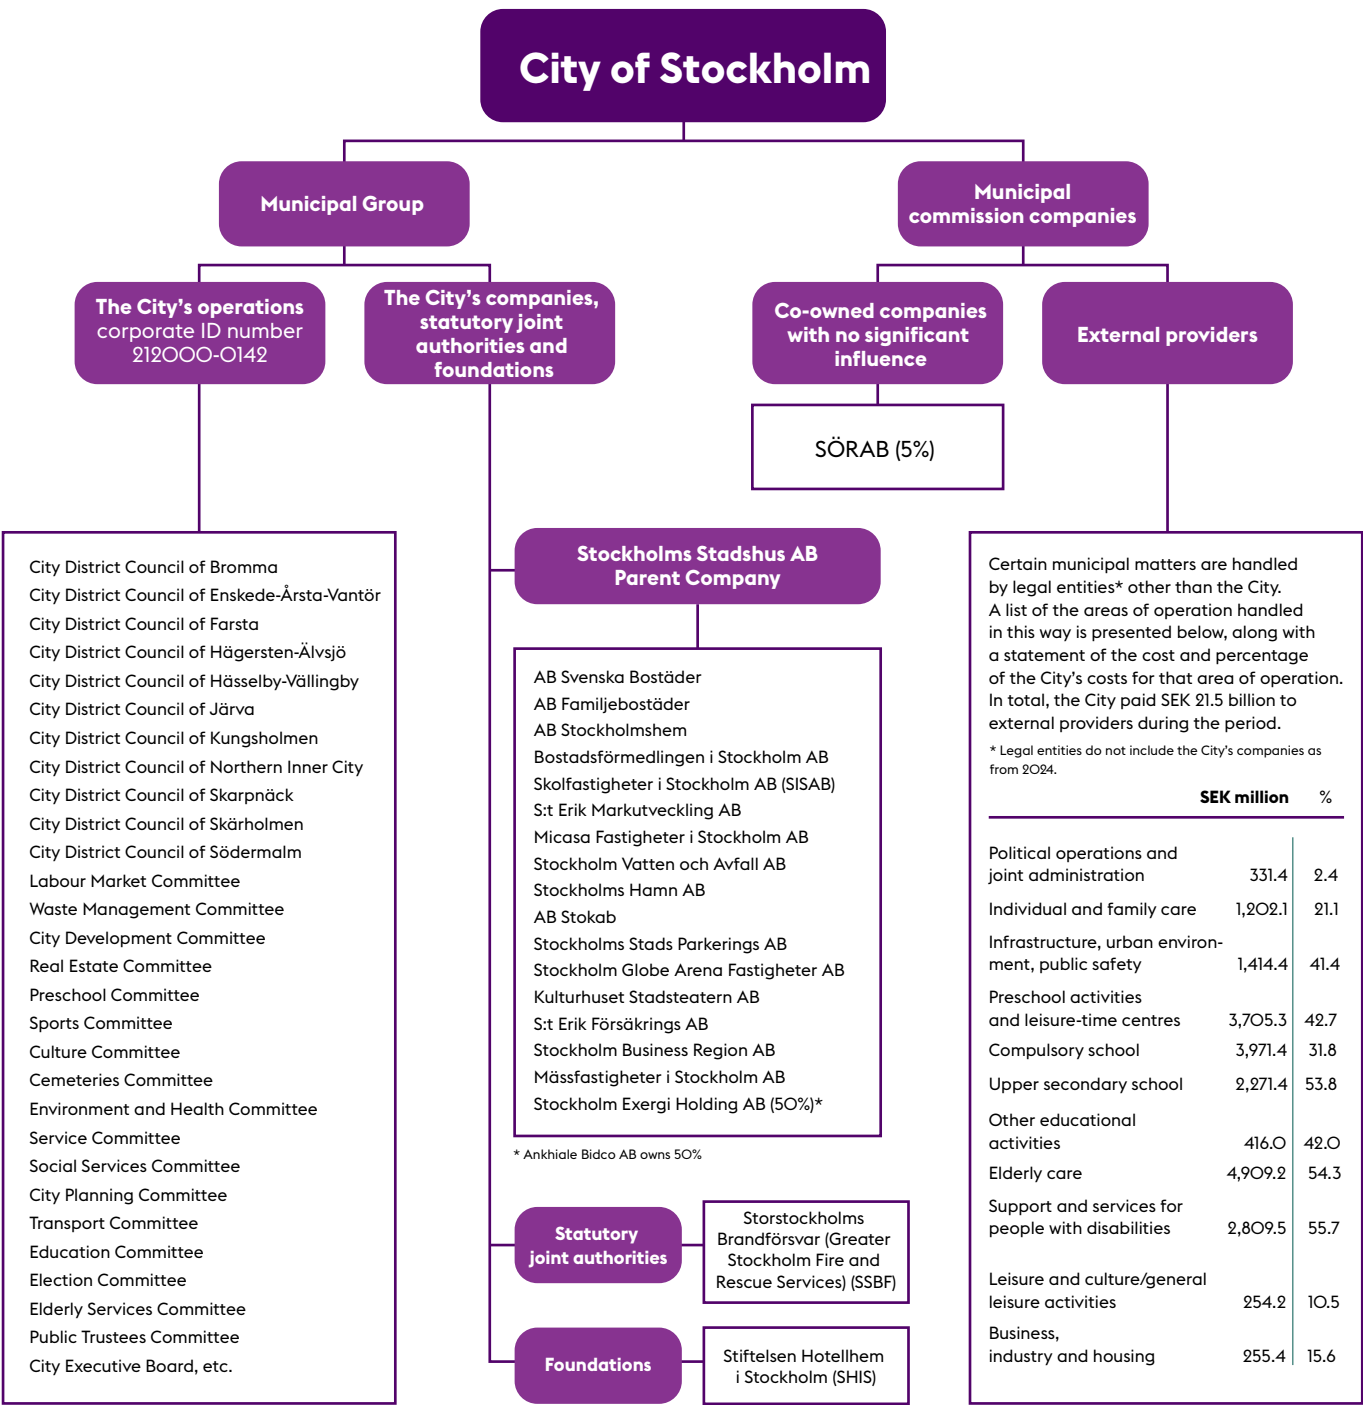 City of Stockholm
Municipal Group
Municipal
commission companies
The City's operations
corporate ID number
212000-0142
The City's companies,
statutory joint
authorities and
foundations
Co-owned companies
with no significant
influence
External providers
SÖRAB (5%)
City District Council of Bromma
City District Council of Enskede-Årsta-Vantör
City District Council of Farsta
City District Council of Hägersten-Älvsjö
City District Council of Hässelby-Vällingby
City District Council of Järva
City District Council of Kungsholmen
City District Council of Northern Inner City
City District Council of Skarpnäck
City District Council of Skärholmen
City District Council of Södermalm
Labour Market Committee
Waste Management Committee
City Development Committee
Real Estate Committee
Preschool Committee
Sports Committee
Culture Committee
Cemeteries Committee
Environment and Health Committee
Service Committee
Social Services Committee
City Planning Committee
Transport Committee
Education Committee
Election Committee
Elderly Services Committee
Public Trustees Committee
City Executive Board, etc.
Stockholms Stadshus AB
Parent Company
AB Svenska Bostäder
AB Familjebostäder
AB Stockholmshem
Bostadsförmedlingen i Stockholm AB
Skolfastigheter i Stockholm AB (SISAB)
S:t Erik Markutveckling AB
Micasa Fastigheter i Stockholm AB
Stockholm Vatten och Avfall AB
Stockholms Hamn AB
AB Stokab
Stockholms Stads Parkerings AB
Stockholm Globe Arena Fastigheter AB
Kulturhuset Stadsteatern AB
S:t Erik Försäkrings AB
Stockholm Business Region AB
Mässfastigheter i Stockholm AB
Stockholm Exergi Holding AB (50%)*
* Ankhiale Bidco AB owns 50%
Statutory
joint authorities
Storstockholms
Brandförsvar (Greater
Stockholm Fire and
Rescue Services) (SSBF)
Foundations
Stiftelsen Hotellhem
i Stockholm (SHIS)
Certain municipal matters are handled
by legal entities* other than the City.
A list of the areas of operation handled
in this way is presented below, along with
a statement of the cost and percentage
of the City's costs for that area of operation.
In total, the City paid SEK 21.5 billion to
external providers during the period.
* Legal entities do not include the City's companies as
from 2024.
SEK million %
Political operations and
joint administration 331.4 2.4
Individual and family care 1,202.1 21.1
Infrastructure, urban environ-
ment, public safety 1,414.4 41.4
Preschool activities
and leisure-time centres 3,705.3 42.7
Compulsory school 3,971.4 31.8
Upper secondary school 2,271.4 53.8
Other educational
activities 416.0 42.0
Elderly care 4,909.2 54.3
Support and services for
people with disabilities 2,809.5 55.7
Leisure and culture/general
leisure activities 254.2 10.5
Business,
industry and housing 255.4 15.6